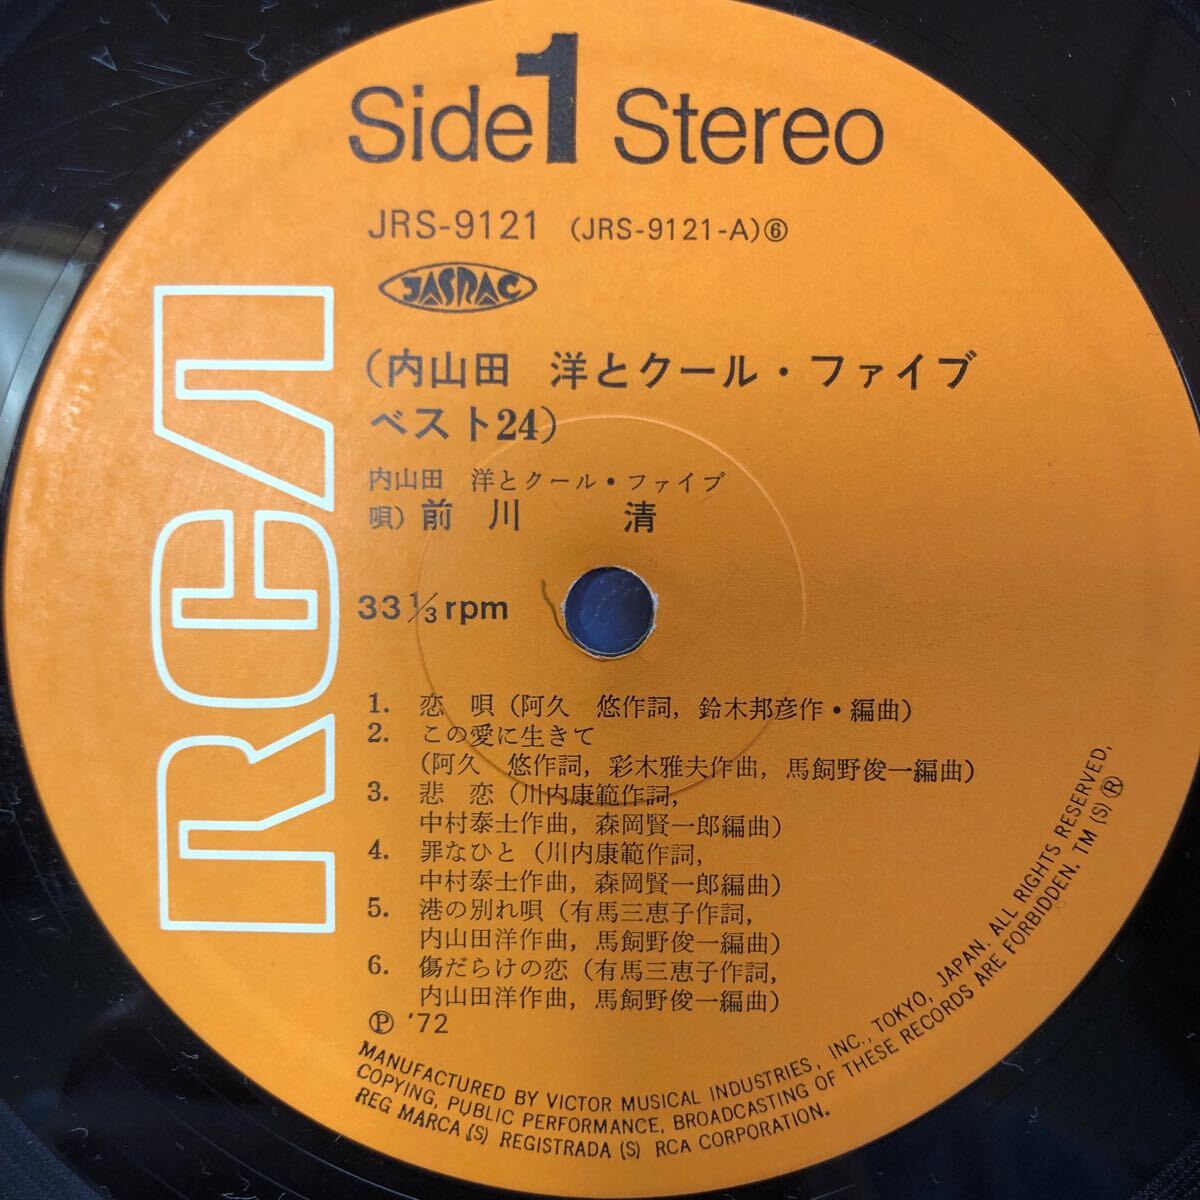 Side 1 Stereo
JRS-9121 (JRS-9121-A)⑥
JASRAC
RCA
(内山田 洋とクール・ファイブ
ベスト24)
内山田 洋とクール・ファイブ
唄)前川 清
33 1/3 rpm
1. 恋 唄 (阿久 悠作詞, 鈴木邦彦作・編曲)
2. この愛に生きて
(阿久 悠作詞, 彩木雅夫作曲, 馬飼野俊一編曲)
3. 悲 恋 (川内康範作詞,
中村泰士作曲, 森岡賢一郎編曲)
4. 罪なひと (川内康範作詞,
中村泰士作曲, 森岡賢一郎編曲)
5. 港の別れ唄 (有馬三恵子作詞,
内山田洋作曲, 馬飼野俊一編曲)
6. 傷だらけの恋 (有馬三恵子作詞,
内山田洋作曲, 馬飼野俊一編曲)
Ⓟ '72
MANUFACTURED BY VICTOR MUSICAL INDUSTRIES, INC., TOKYO, JAPAN. ALL RIGHTS RESERVED,
COPYING, PUBLIC PERFORMANCE, BROADCASTING OF THESE RECORDS ARE FORBIDDEN. TM (S) ®
REG MARCA (S) REGISTRADA (S) RCA CORPORATION.